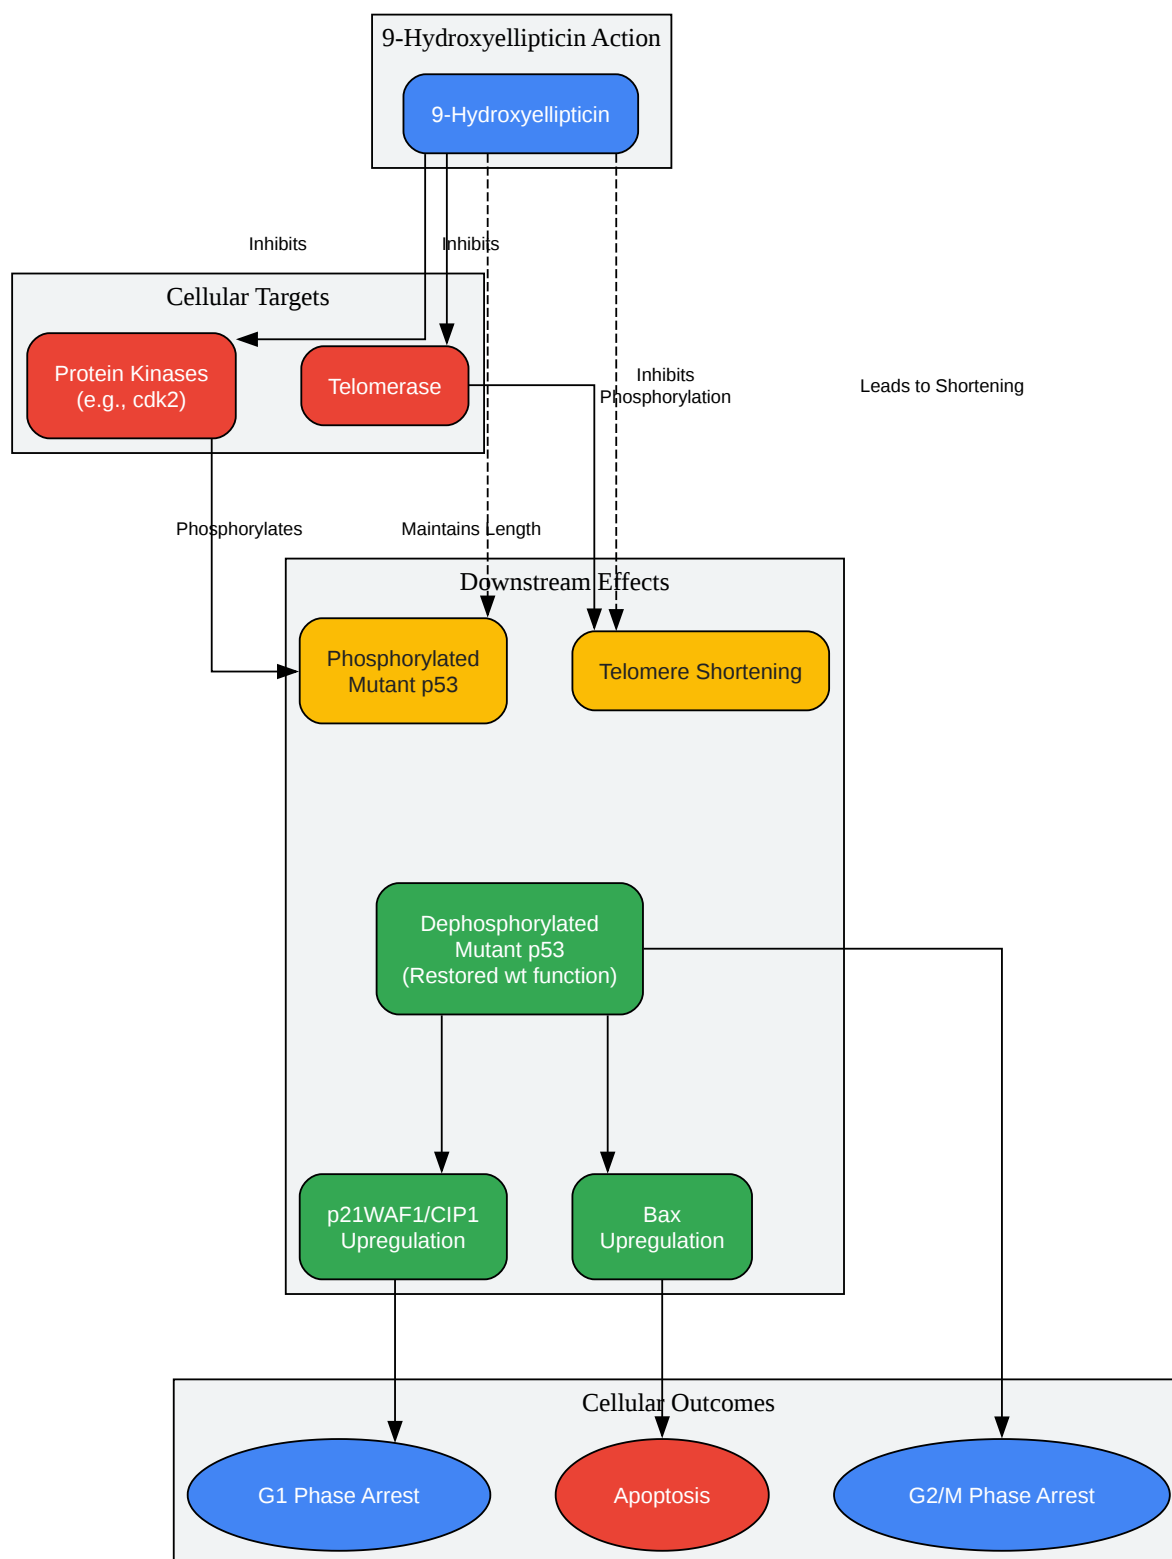 9-Hydroxyellipticin Action
9-Hydroxyellipticin
Inhibits
Inhibits
Cellular Targets
Protein Kinases
(e.g., cdk2)
Telomerase
Inhibits
Phosphorylation
Leads to Shortening
Phosphorylates
Maintains Length
Downstream Effects
Phosphorylated
Mutant p53
Telomere Shortening
Dephosphorylated
Mutant p53
(Restored wt function)
p21WAF1/CIP1
Upregulation
Bax
Upregulation
Cellular Outcomes
G1 Phase Arrest
Apoptosis
G2/M Phase Arrest